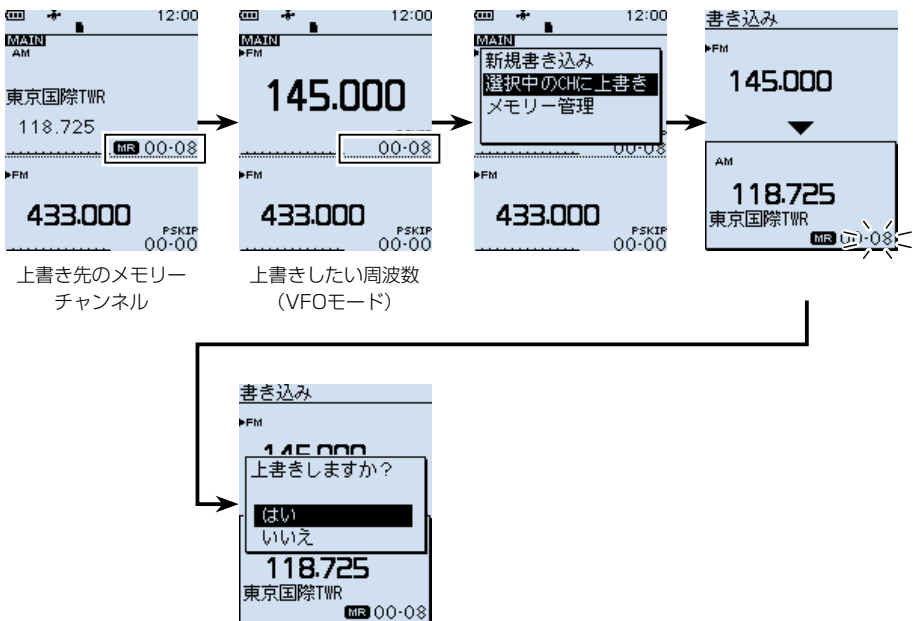 12:00
MAIN
AM
東京国際TWR
118.725
MR 00-08
▶FM
433.000
PSKIP
00-00
上書き先のメモリー
チャンネル
12:00
MAIN
▶FM
145.000
00-08
▶FM
433.000
PSKIP
00-00
上書きしたい周波数
（VFOモード）
12:00
MAIN
新規書き込み
選択中のCHに上書き
メモリー管理
00-08
▶FM
433.000
PSKIP
00-00
書き込み
▶FM
145.000
▼
AM
118.725
東京国際TWR
MR 00-08
書き込み
▶FM
145.000
上書きしますか？
はい
いいえ
118.725
東京国際TWR
MR 00-08